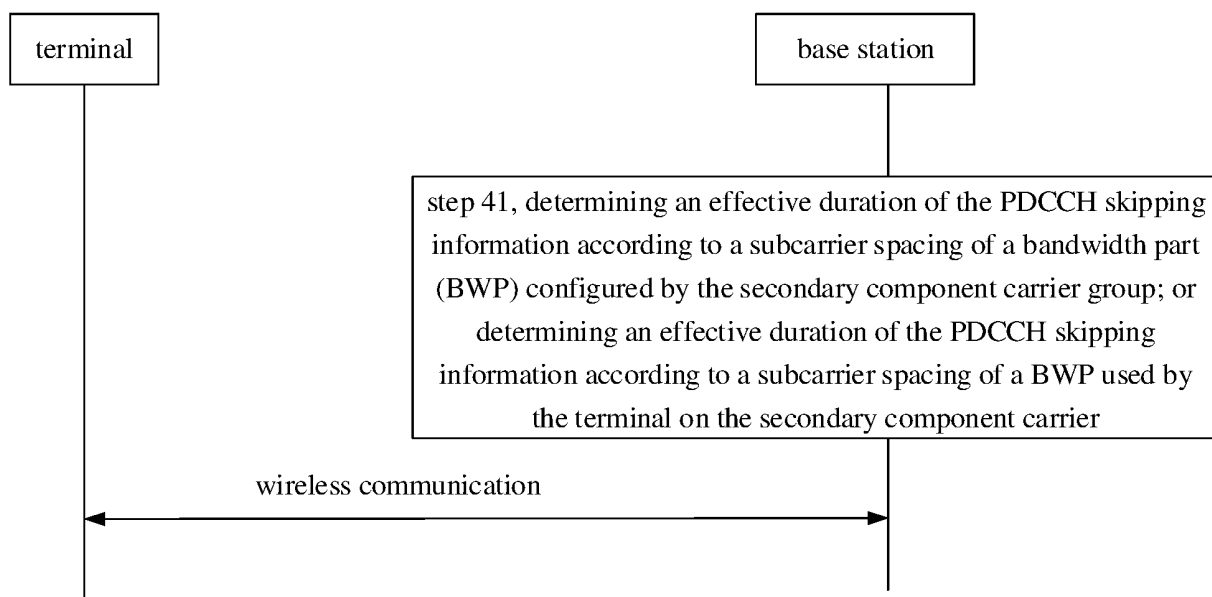 terminal
base station
step 41, determining an effective duration of the PDCCH skipping
information according to a subcarrier spacing of a bandwidth part
(BWP) configured by the secondary component carrier group; or
determining an effective duration of the PDCCH skipping
information according to a subcarrier spacing of a BWP used by
the terminal on the secondary component carrier
wireless communication